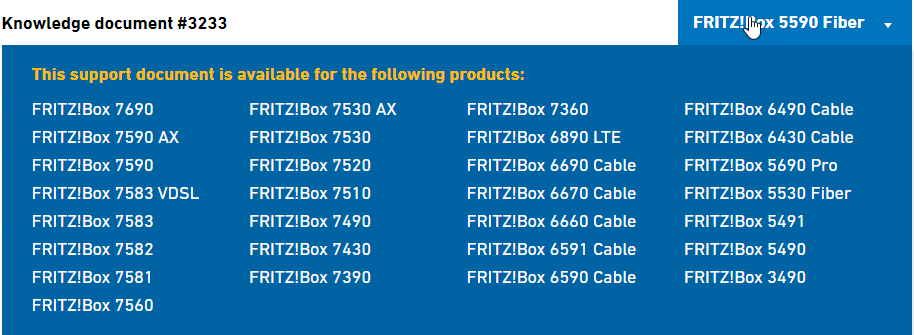 Knowledge document #3233
FRITZ!Box 5590 Fiber
This support document is available for the following products:
FRITZ!Box 7690
FRITZ!Box 7590 AX
FRITZ!Box 7590
FRITZ!Box 7583 VDSL
FRITZ!Box 7583
FRITZ!Box 7582
FRITZ!Box 7581
FRITZ!Box 7560
FRITZ!Box 7530 AX
FRITZ!Box 7530
FRITZ!Box 7520
FRITZ!Box 7510
FRITZ!Box 7490
FRITZ!Box 7430
FRITZ!Box 7390
FRITZ!Box 7360
FRITZ!Box 6890 LTE
FRITZ!Box 6690 Cable
FRITZ!Box 6670 Cable
FRITZ!Box 6660 Cable
FRITZ!Box 6591 Cable
FRITZ!Box 6590 Cable
FRITZ!Box 6490 Cable
FRITZ!Box 6430 Cable
FRITZ!Box 5690 Pro
FRITZ!Box 5530 Fiber
FRITZ!Box 5491
FRITZ!Box 5490
FRITZ!Box 3490